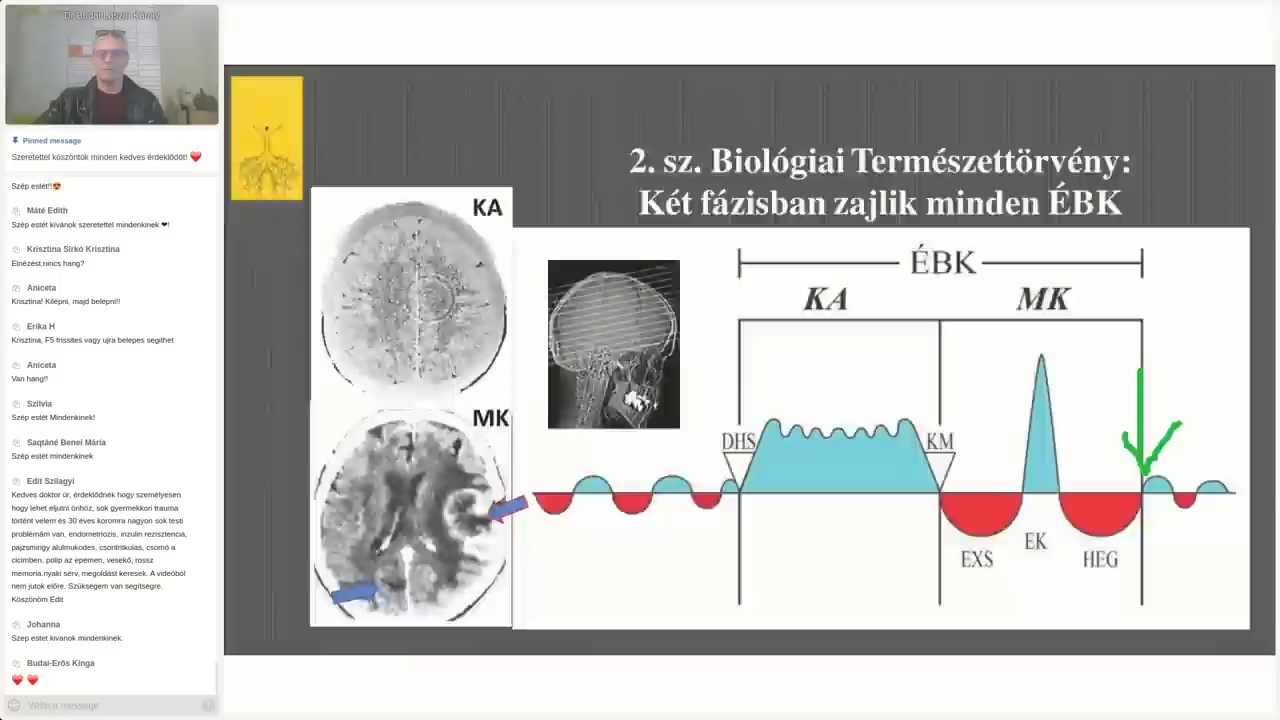 Dr Budai László Károly
Pinned message
Szeretettel köszöntök minden kedves érdeklődőt! ❤️
Szép estét!!😍
Máté Edith
Szép estét kívánok szeretettel mindenkinek ❤!
Krisztina Sirkó Krisztina
Elnézést,nincs hang?
Aniceta
Krisztina! Kilépni, majd belépni!!
Erika H
Krisztina, F5 frissites vagy ujra belepes segithet
Aniceta
Van hang!!
Szilvia
Szép estét Mindenkinek!
Saqtáné Benei Mária
Szép estét mindenkinek
Edit Szilagyi
Kedves doktor úr, érdeklődnék hogy személyesen
hogy lehet eljutni önhöz, sok gyermekkori trauma
történt velem és 30 éves koromra nagyon sok testi
problémám van, endometriozis, inzulin rezisztencia,
pajzsmirigy alulmukodes, csontritkulas, csomó a
cicimben, polip az epemen, vesekő, rossz
memoria.nyaki sérv, megoldást keresek. A videóból
nem jutok előre. Szükségem van segítségre.
Köszönöm Edit
Johanna
Szep estet kivanok mindenkinek.
Budai-Erős Kinga
❤️ ❤️
Write a message
2. sz. Biológiai Természettörvény:
Két fázisban zajlik minden ÉBK
KA
MK
ÉBK
KA MK
DHS KM
EXS EK HEG